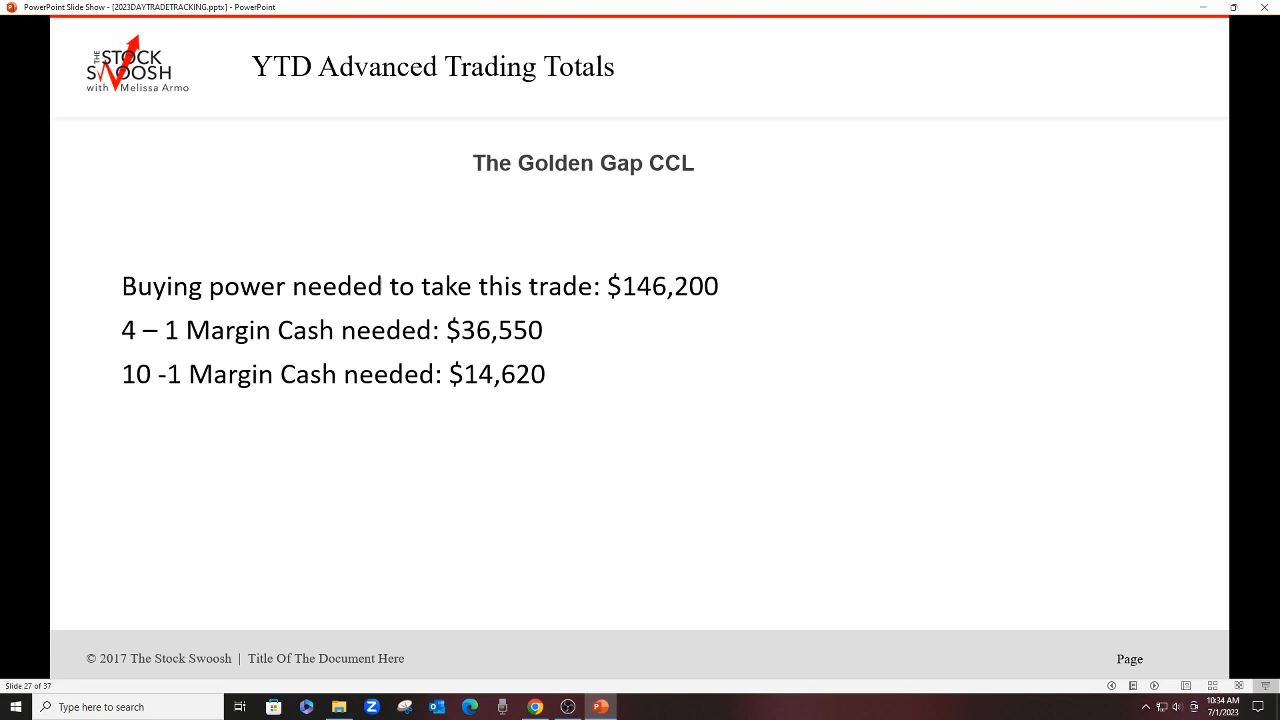 PowerPoint Slide Show - [2023DAYTRADETRACKING.pptx] - PowerPoint
THE STOCK
SWOOSH
with Melissa Armo
YTD Advanced Trading Totals
The Golden Gap CCL
Buying power needed to take this trade: $146,200
4 – 1 Margin Cash needed: $36,550
10 -1 Margin Cash needed: $14,620
© 2017 The Stock Swoosh | Title Of The Document Here
Page
Slide 27 of 37
Type here to search
10:34 AM
7/1/2023